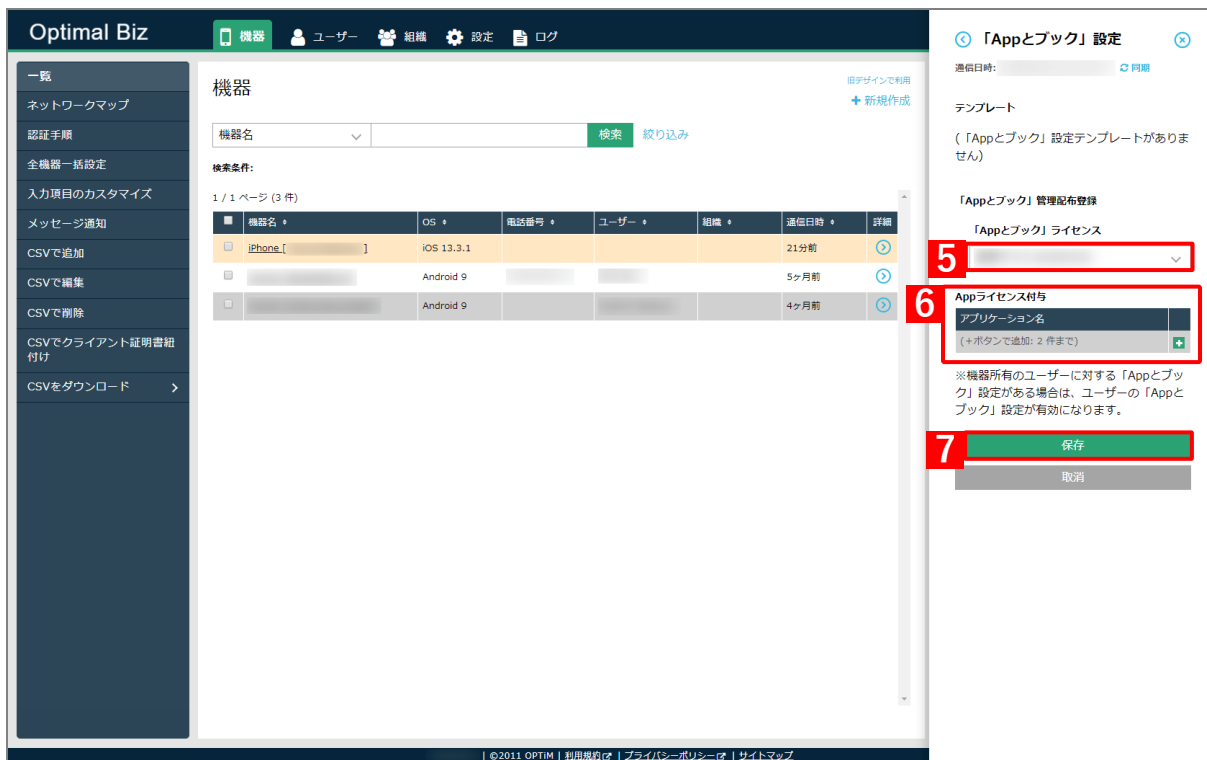 Optimal Biz
機器
ユーザー
組織
設定
ログ
一覧
ネットワークマップ
認証手順
全機器一括設定
入力項目のカスタマイズ
メッセージ通知
CSVで追加
CSVで編集
CSVで削除
CSVでクライアント証明書紐
付け
CSVをダウンロード
機器
旧デザインで利用
+ 新規作成
機器名
検索
絞り込み
検索条件:
1 / 1 ページ (3 件)
機器名 OS 電話番号 ユーザー 組織 通信日時 詳細
iPhone [ ] iOS 13.3.1 21分前
Android 9 5ヶ月前
Android 9 4ヶ月前
「Appとブック」設定
通信日時: 同期
テンプレート
(「Appとブック」設定テンプレートがありま
せん)
「Appとブック」管理配布登録
「Appとブック」ライセンス
5
6
Appライセンス付与
アプリケーション名
(+ボタンで追加: 2 件まで)
※機器所有のユーザーに対する「Appとブッ
ク」設定がある場合は、ユーザーの「Appと
ブック」設定が有効になります。
7
保存
取消
| ©2011 OPTiM | 利用規約 | プライバシーポリシー | サイトマップ